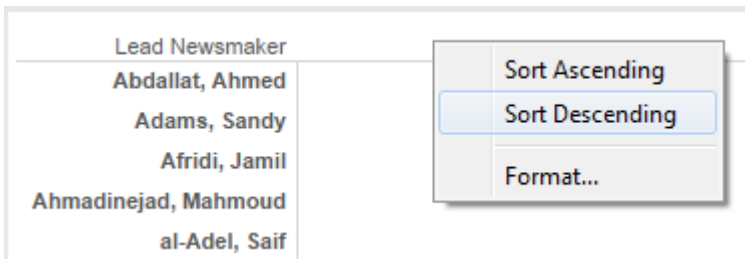 Lead Newsmaker
Abdallat, Ahmed
Adams, Sandy
Afridi, Jamil
Ahmadinejad, Mahmoud
al-Adel, Saif
Sort Ascending
Sort Descending
Format...